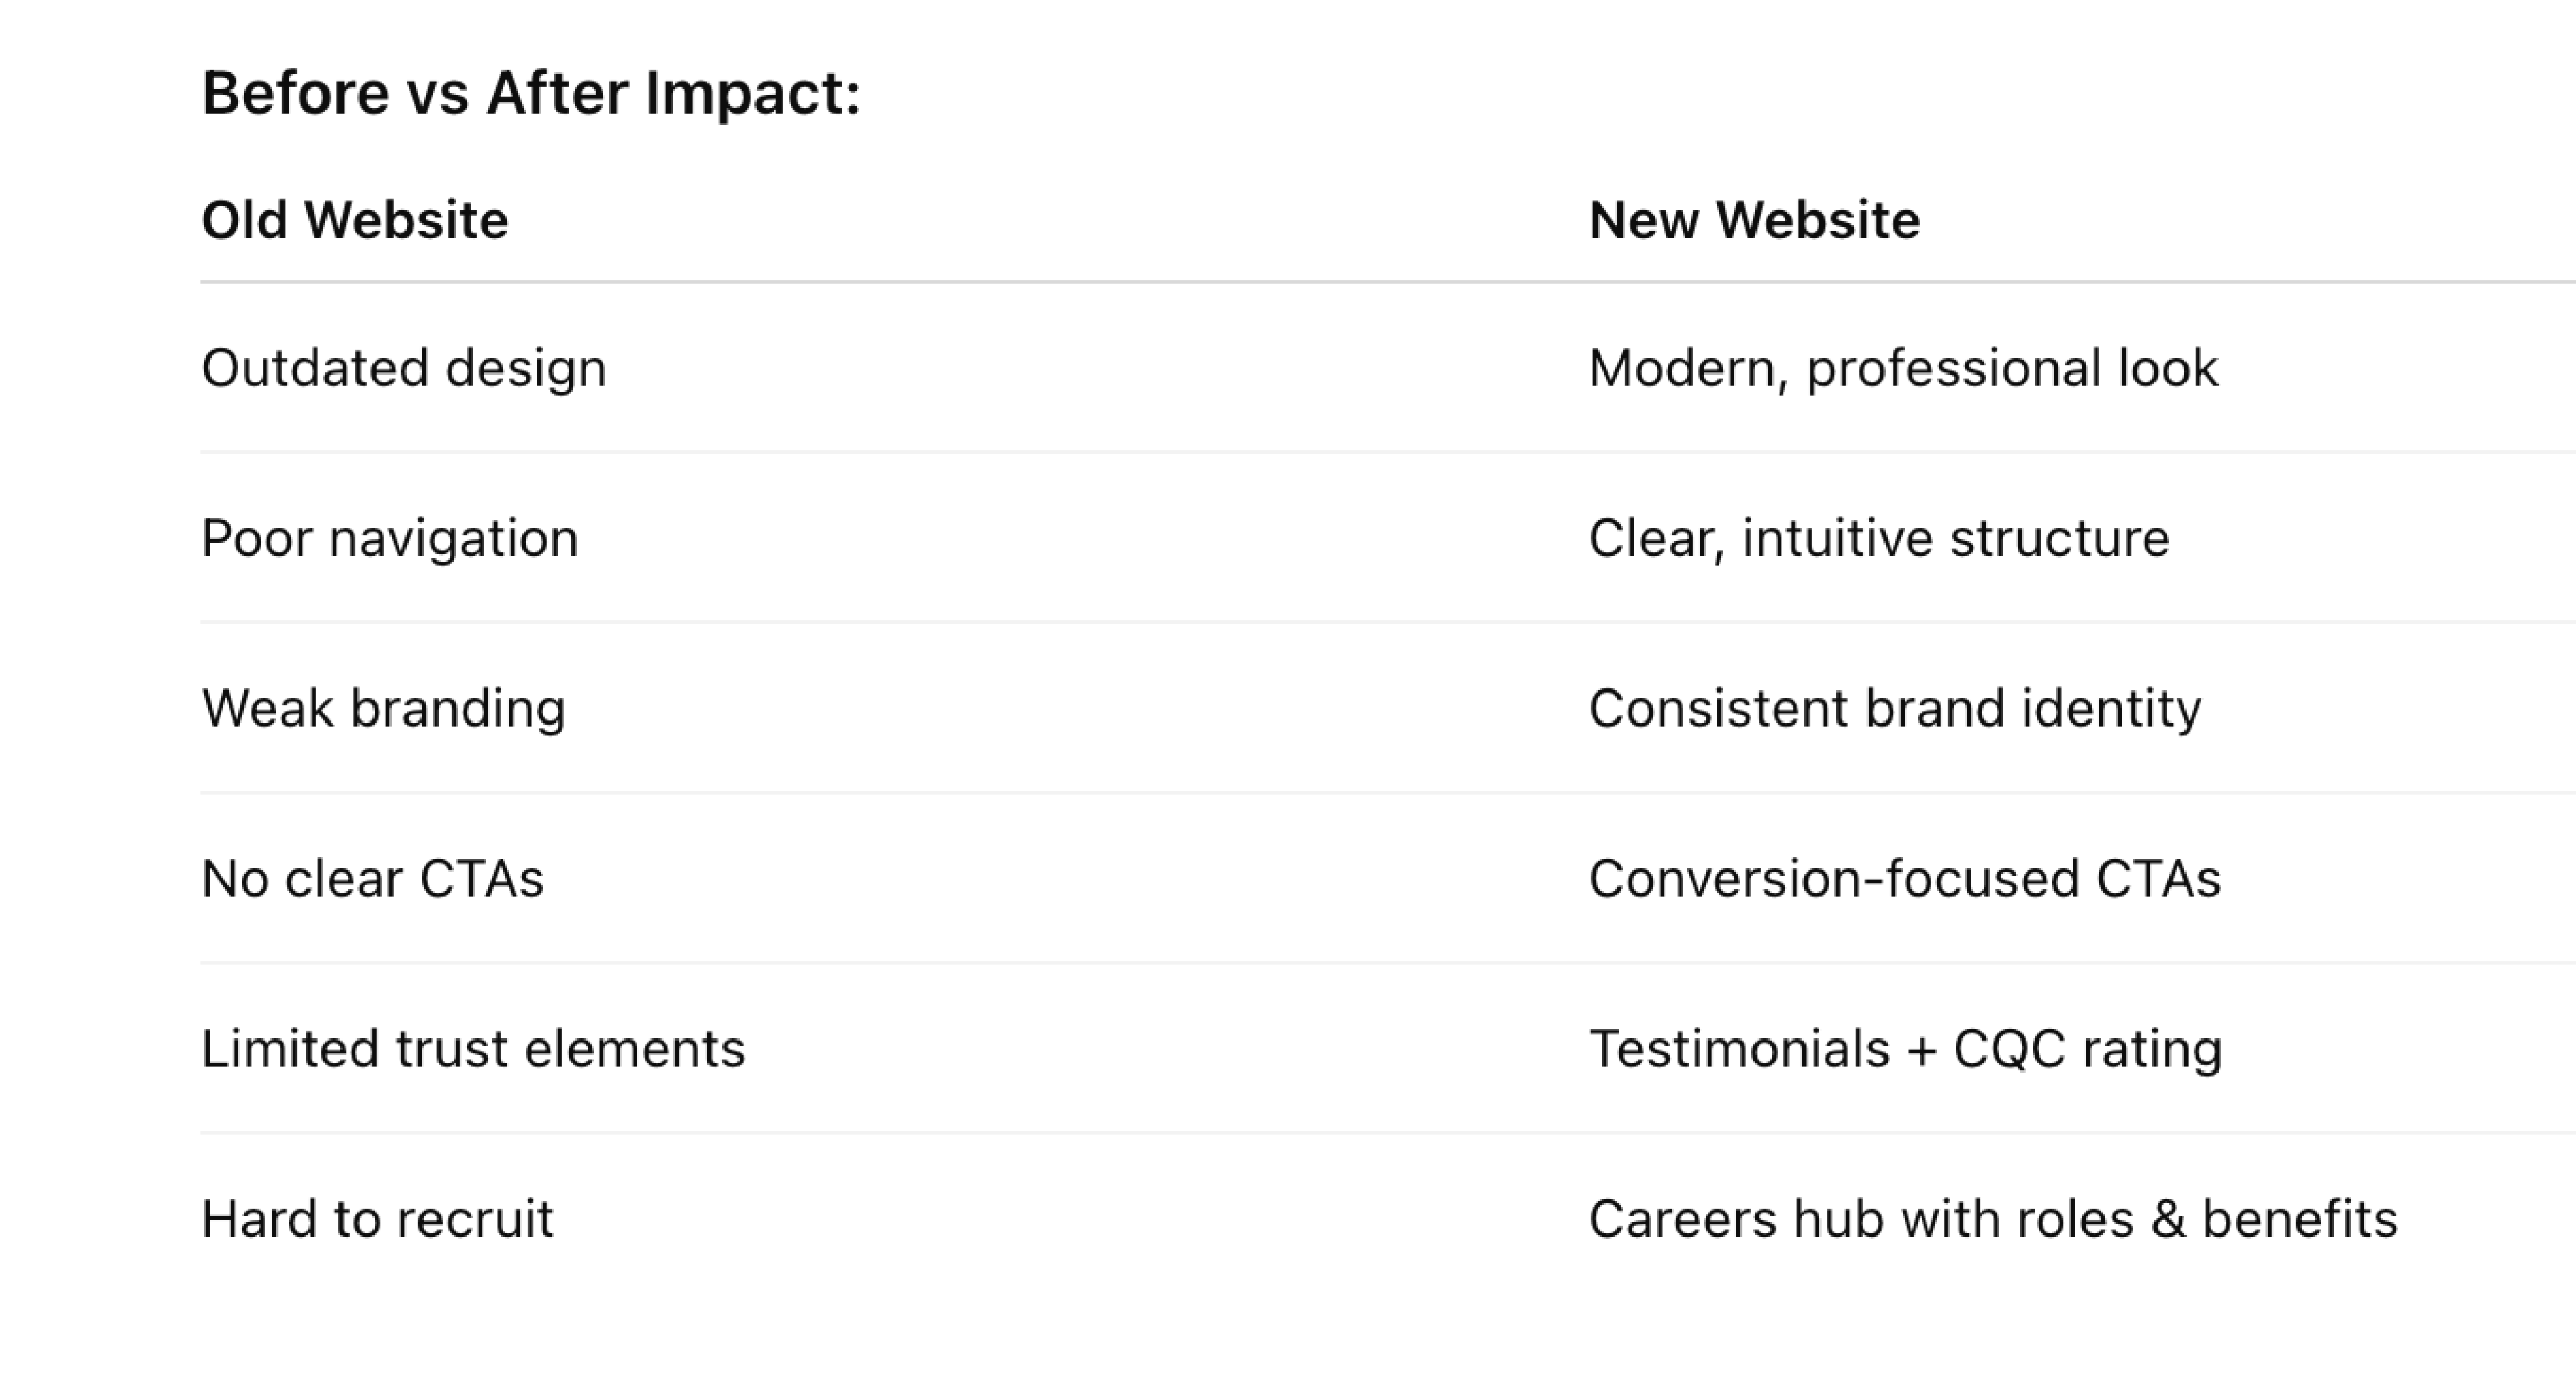 Before vs After Impact:
Old Website New Website
Outdated design Modern, professional look
Poor navigation Clear, intuitive structure
Weak branding Consistent brand identity
No clear CTAs Conversion-focused CTAs
Limited trust elements Testimonials + CQC rating
Hard to recruit Careers hub with roles & benefits